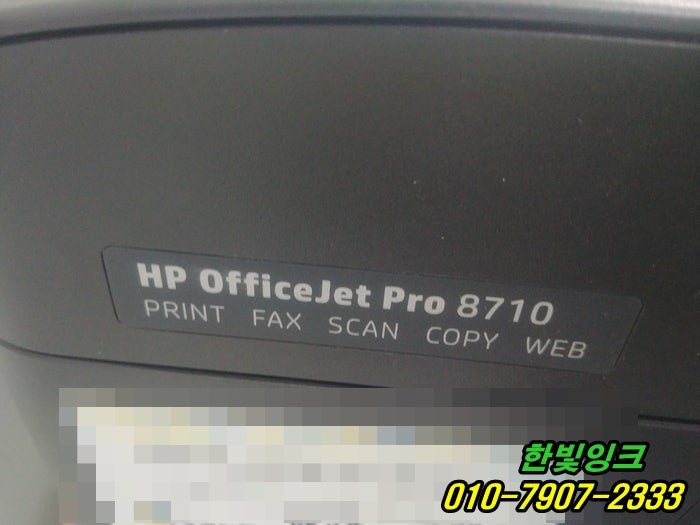 HP OfficeJet Pro 8710
PRINT FAX SCAN COPY WEB
한빛잉크
010-7907-2333